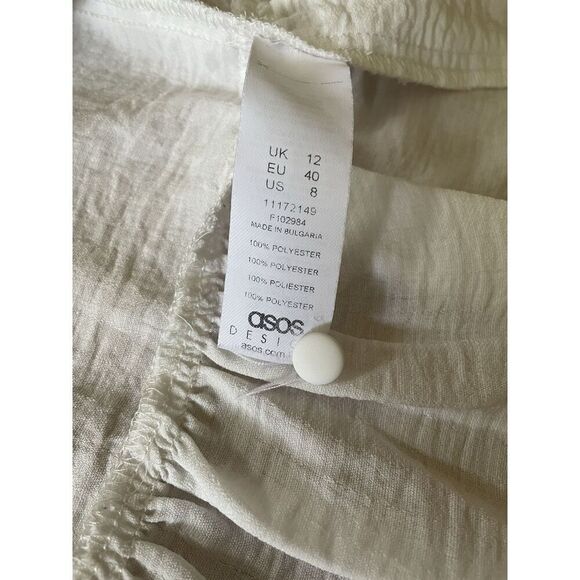 UK 12
EU 40
US 8
11172149
F102984
MADE IN BULGARIA
100% POLYESTER
100% POLYESTER
100% POLIESTER
100% POLYESTER
asos
DESI
asos.com